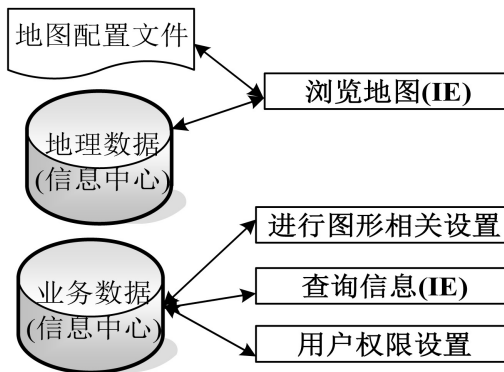 地图配置文件
浏览地图(IE)
地理数据
(信息中心)
进行图形相关设置
业务数据
(信息中心)
查询信息(IE)
用户权限设置